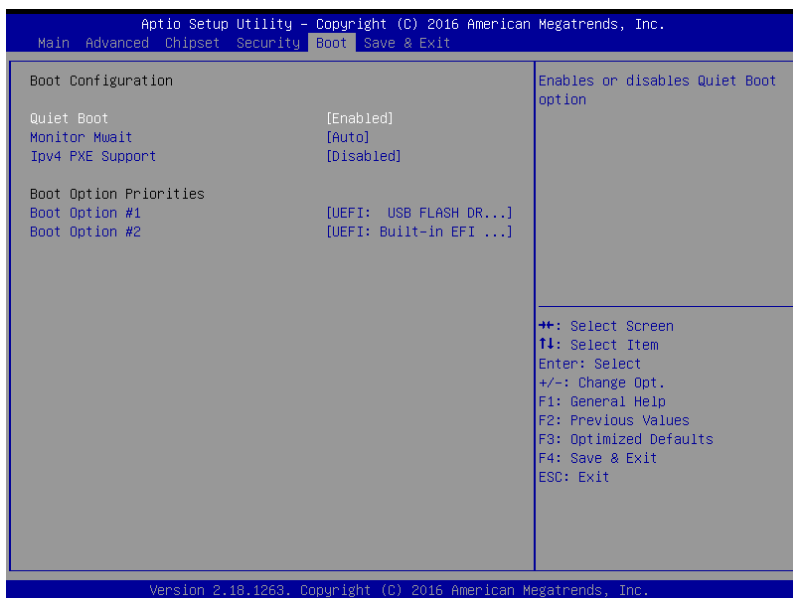 Aptio Setup Utility – Copyright (C) 2016 American Megatrends, Inc.
Main Advanced Chipset Security Boot Save & Exit
Boot Configuration
Quiet Boot [Enabled]
Monitor Mwait [Auto]
Ipv4 PXE Support [Disabled]
Boot Option Priorities
Boot Option #1 [UEFI: USB FLASH DR...]
Boot Option #2 [UEFI: Built-in EFI ...]
Enables or disables Quiet Boot
option
→←: Select Screen
↑↓: Select Item
Enter: Select
+/-: Change Opt.
F1: General Help
F2: Previous Values
F3: Optimized Defaults
F4: Save & Exit
ESC: Exit
Version 2.18.1263. Copyright (C) 2016 American Megatrends, Inc.